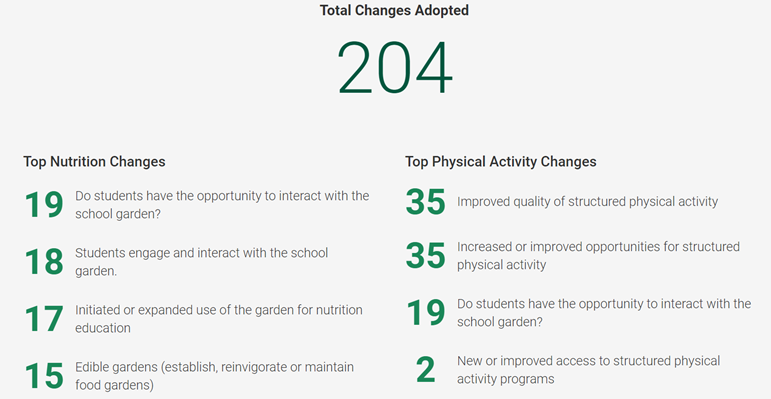 Total Changes Adopted
204
Top Nutrition Changes
19
Do students have the opportunity to interact with the
school garden?
18
Students engage and interact with the school
garden.
17
Initiated or expanded use of the garden for nutrition
education
15
Edible gardens (establish, reinvigorate or maintain
food gardens)
Top Physical Activity Changes
35
Improved quality of structured physical activity
35
Increased or improved opportunities for structured
physical activity
19
Do students have the opportunity to interact with the
school garden?
2
New or improved access to structured physical
activity programs